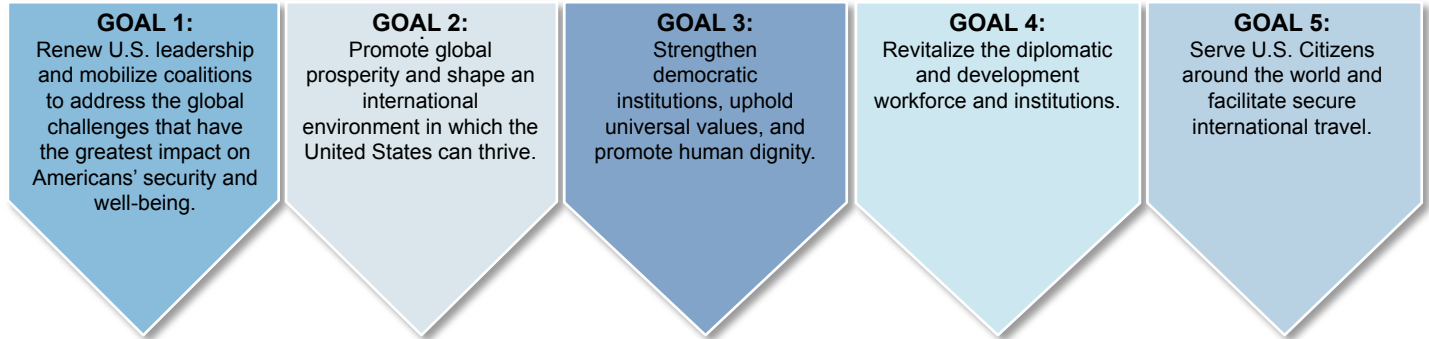 GOAL 1:
Renew U.S. leadership
and mobilize coalitions
to address the global
challenges that have
the greatest impact on
Americans’ security and
well-being.
GOAL 2:
Promote global
prosperity and shape an
international
environment in which the
United States can thrive.
GOAL 3:
Strengthen
democratic
institutions, uphold
universal values, and
promote human dignity.
GOAL 4:
Revitalize the diplomatic
and development
workforce and institutions.
GOAL 5:
Serve U.S. Citizens
around the world and
facilitate secure
international travel.